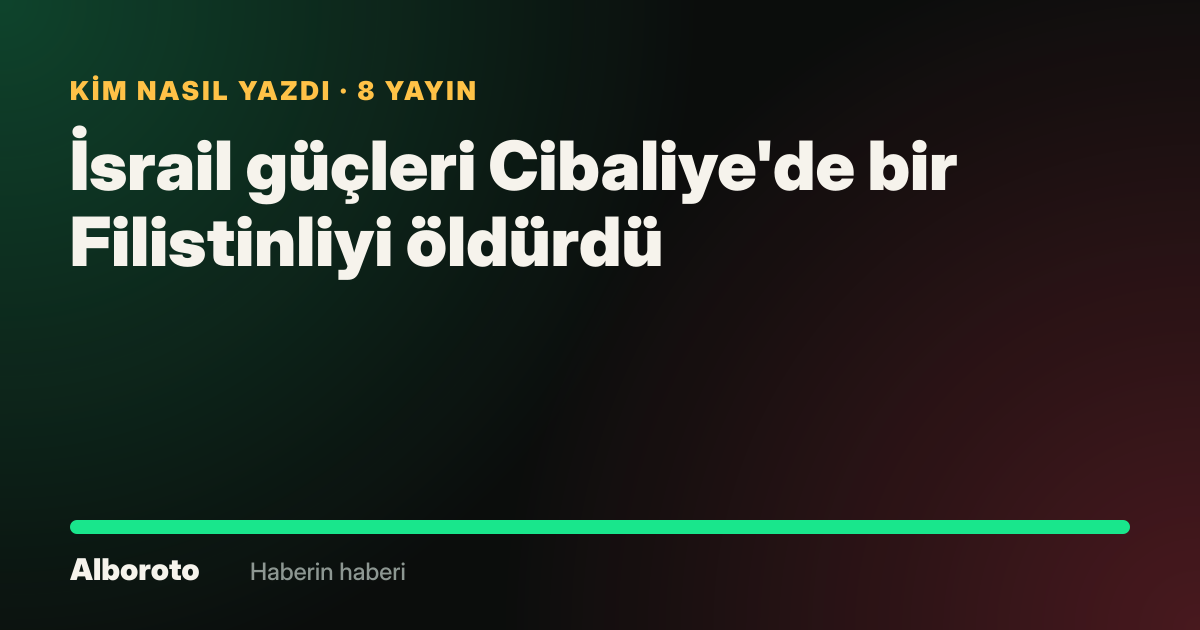 KİM NASIL YAZDI · 8 YAYIN
İsrail güçleri Cibaliye'de bir
Filistinliyi öldürdü
Alboroto
Haberin haberi